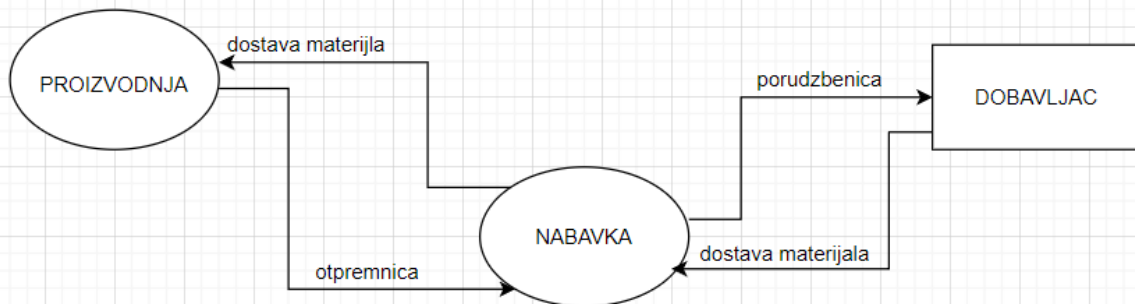 dostava materijla
PROIZVODNJA
porudzbenica
DOBAVLJAC
NABAVKA
dostava materijala
otpremnica